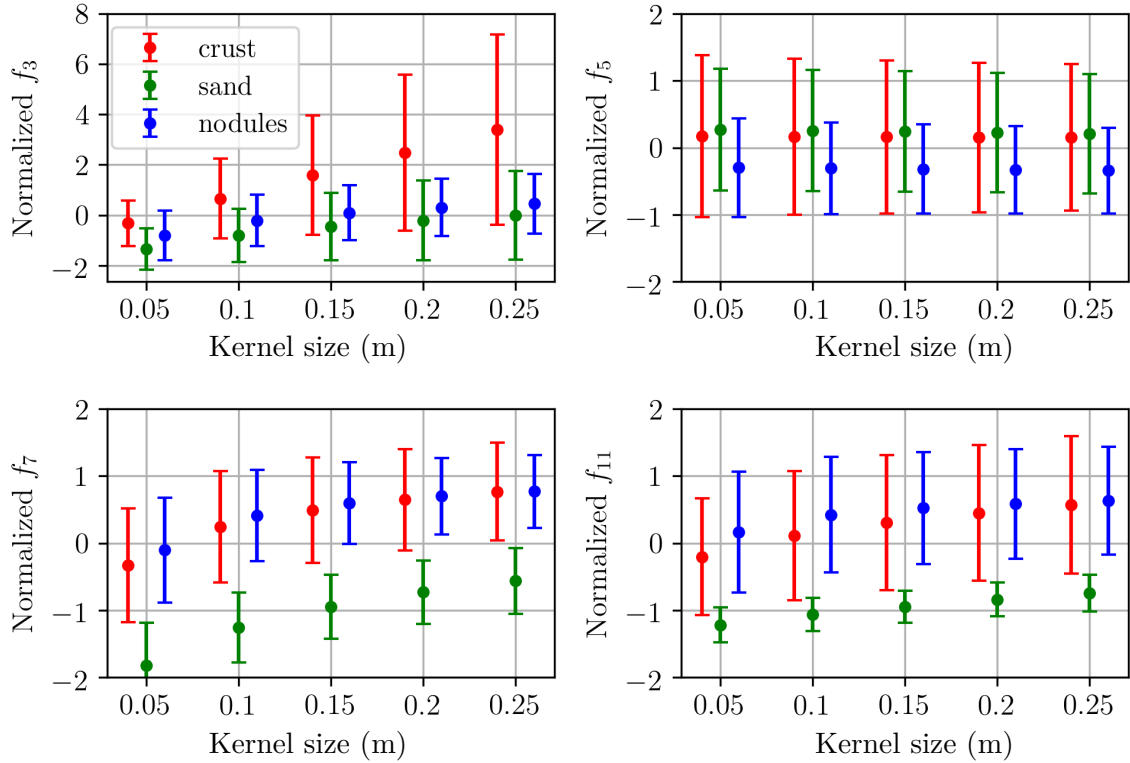 Normalized f3
8
6
4
2
0
−2
crust
sand
nodules
0.05 0.1 0.15 0.2 0.25
Kernel size (m)
Normalized f5
2
1
0
−1
−2
0.05 0.1 0.15 0.2 0.25
Kernel size (m)
Normalized f7
2
1
0
−1
−2
0.05 0.1 0.15 0.2 0.25
Kernel size (m)
Normalized f11
2
1
0
−1
−2
0.05 0.1 0.15 0.2 0.25
Kernel size (m)